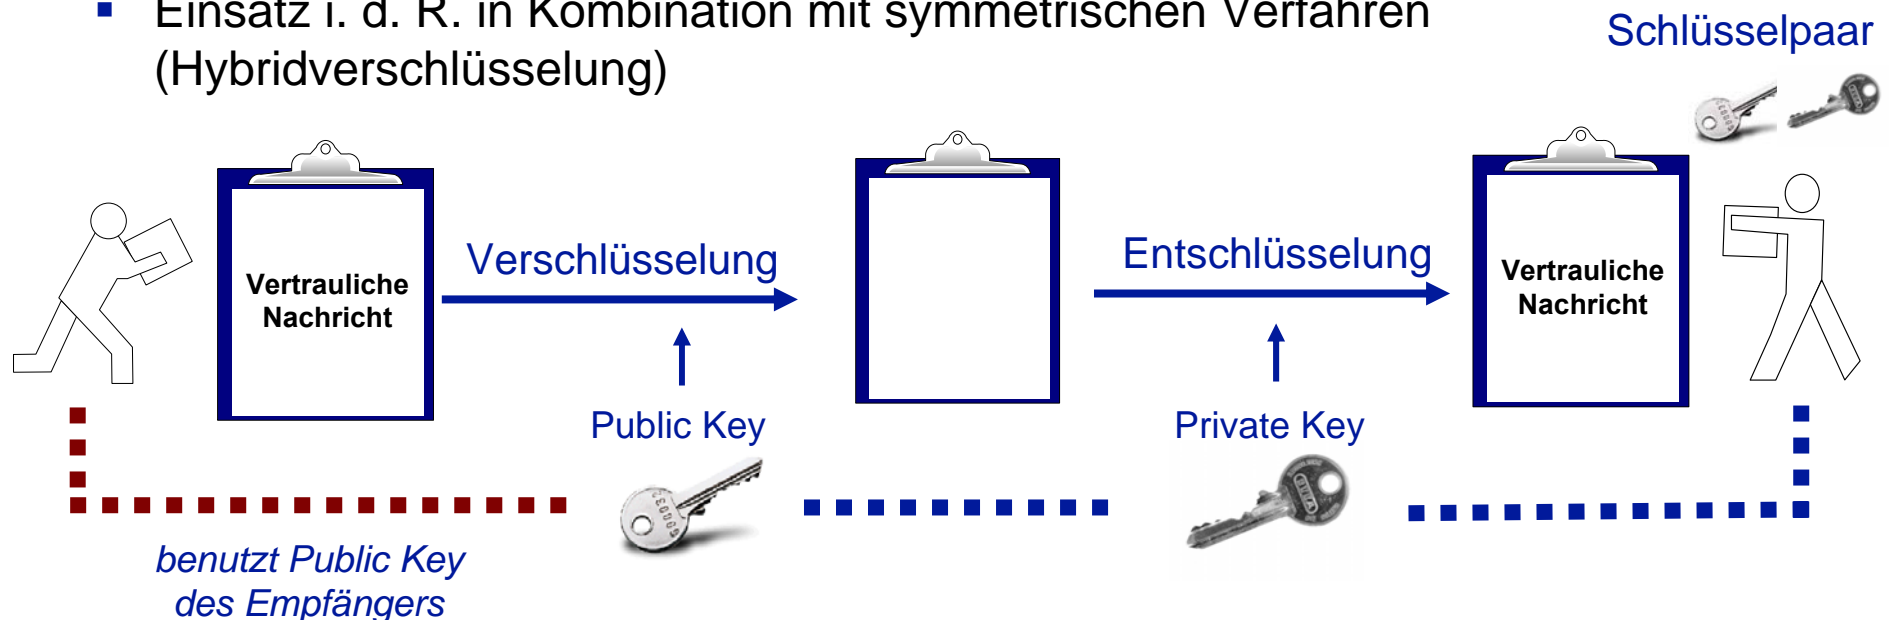 Einsatz i. d. R. in Kombination mit symmetrischen Verfahren
(Hybridverschlüsselung)
Schlüsselpaar
Vertrauliche
Nachricht
Verschlüsselung
Entschlüsselung
Vertrauliche
Nachricht
Public Key
Private Key
benutzt Public Key
des Empfängers